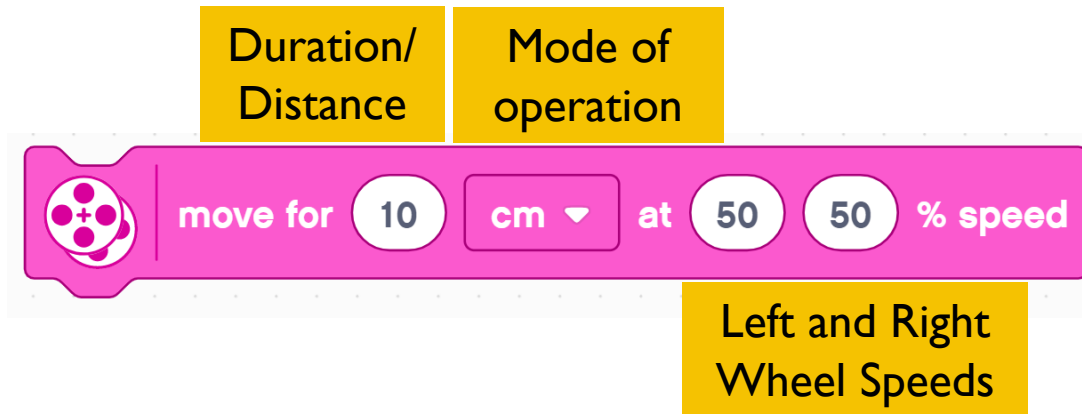 Duration/
Distance
Mode of
operation
move for 10 cm at 50 50 % speed
Left and Right
Wheel Speeds